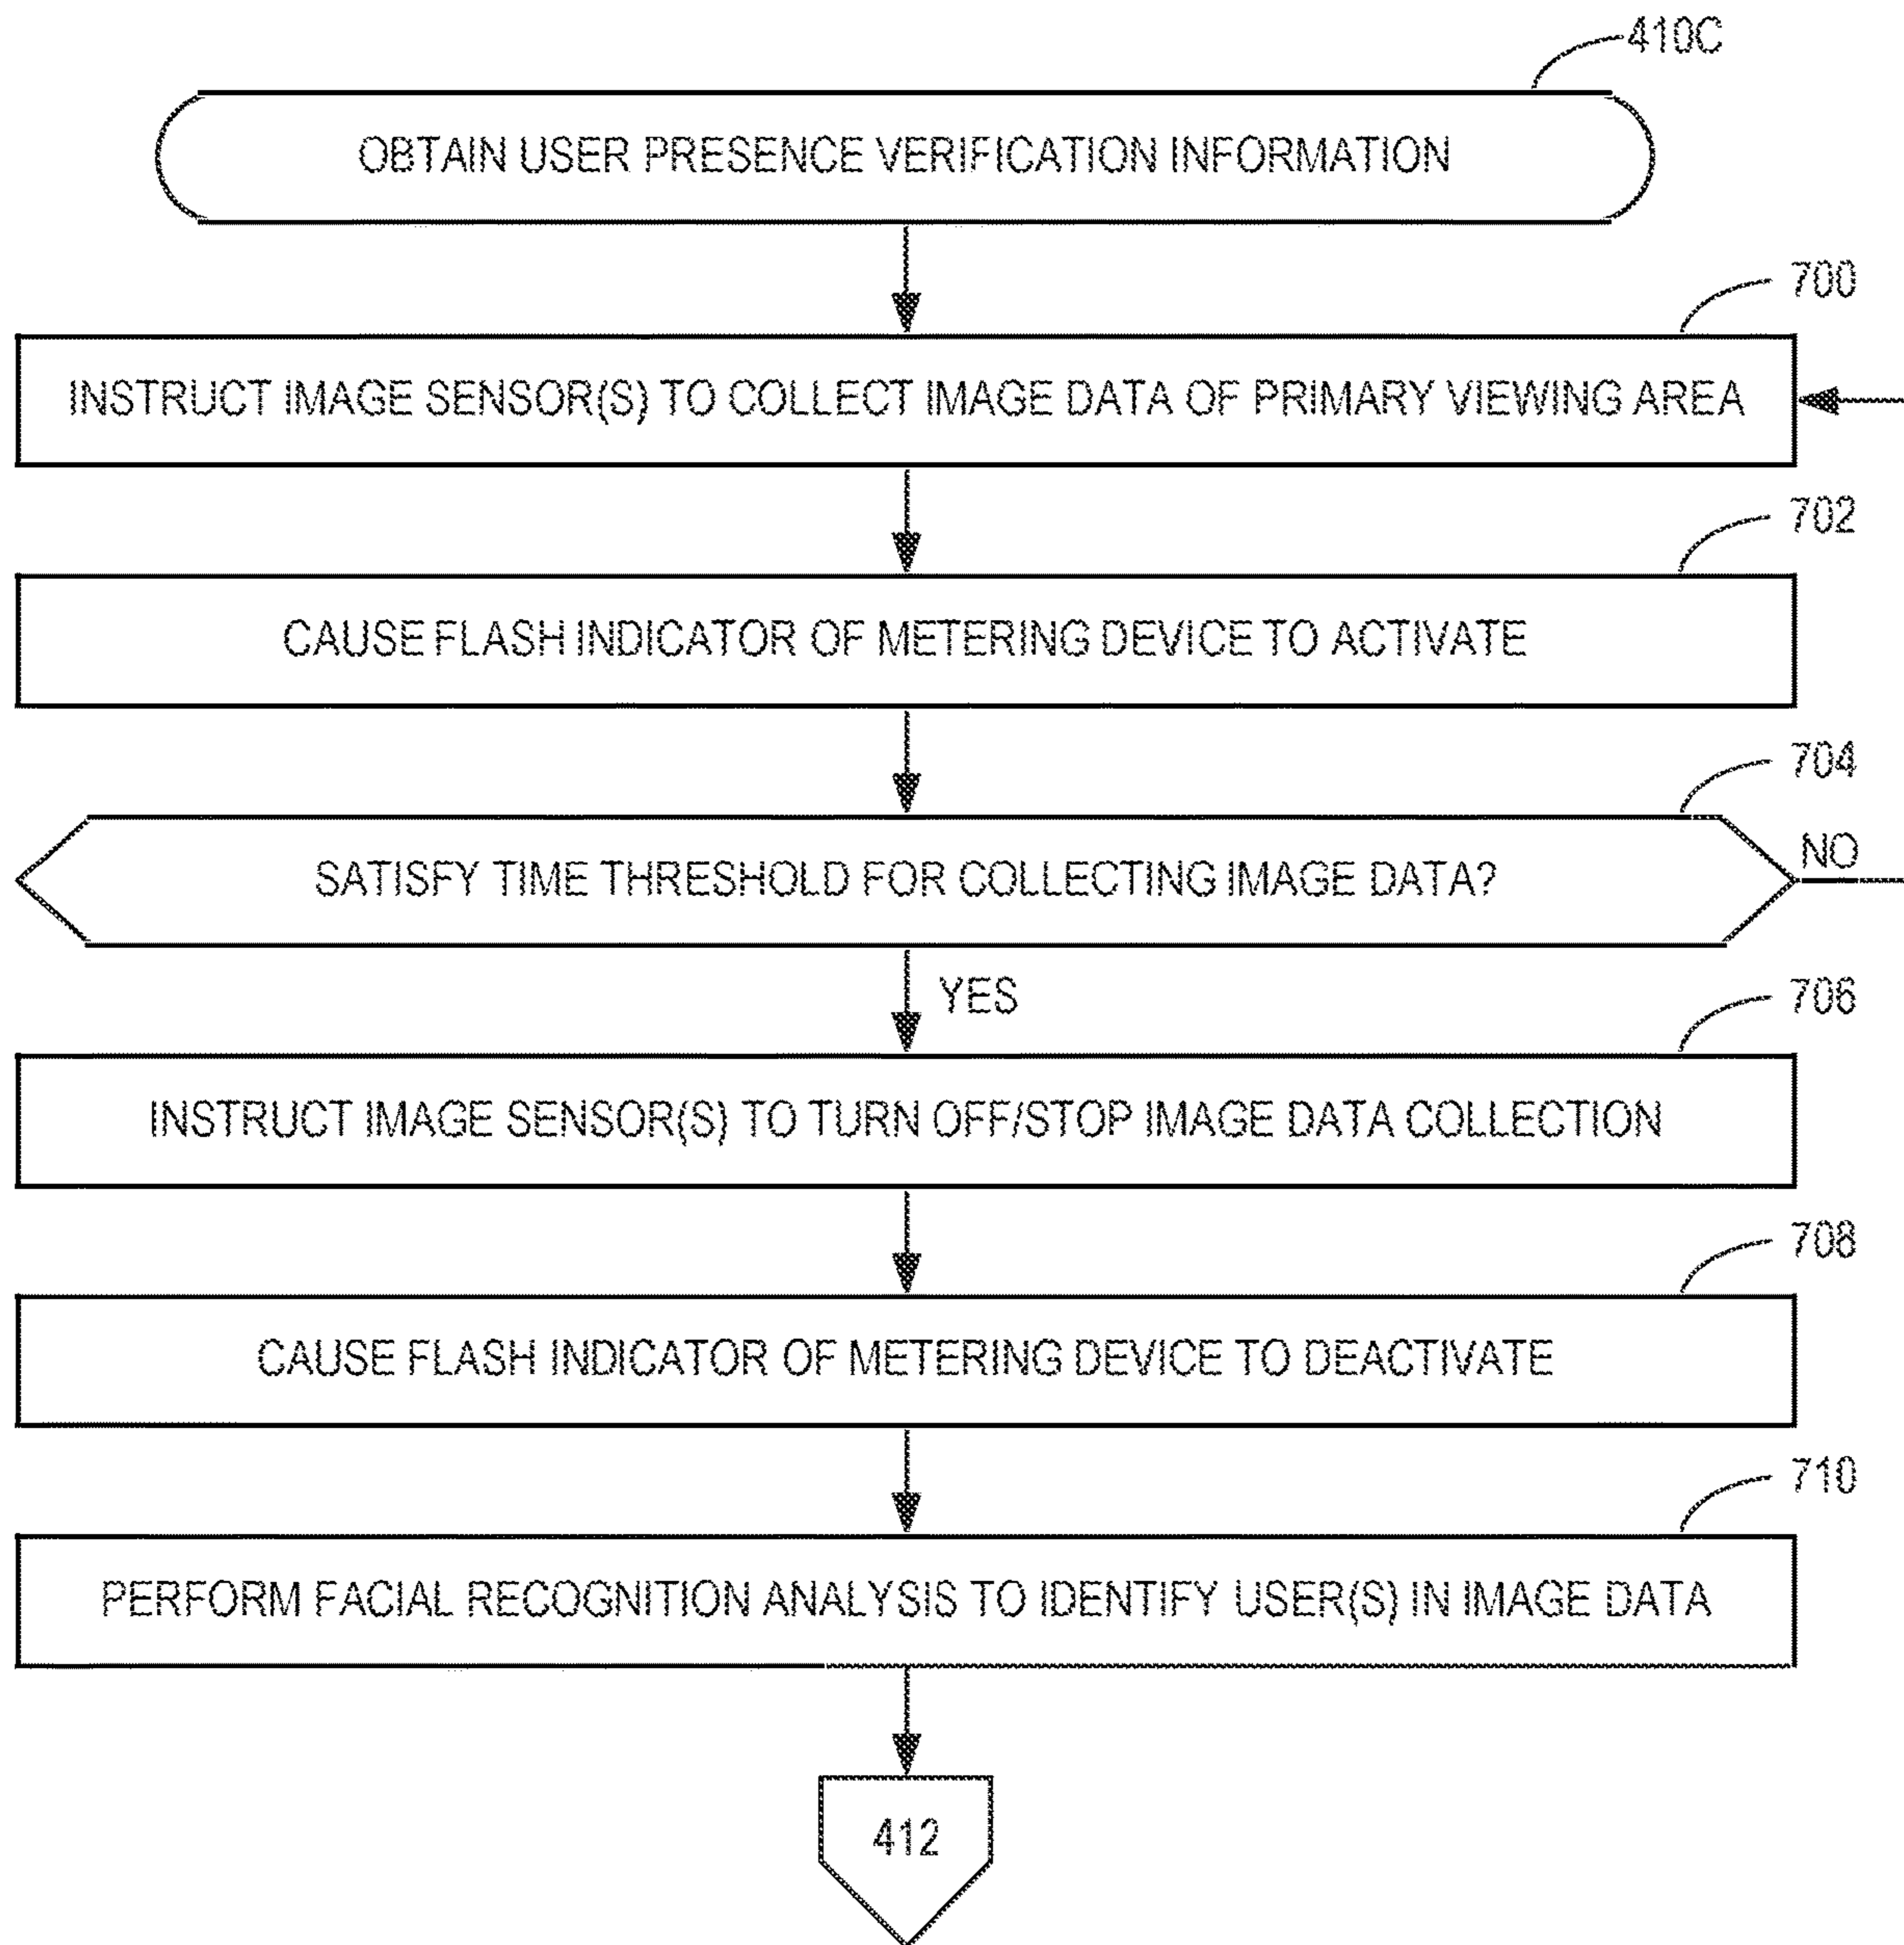 410C
OBTAIN USER PRESENCE VERIFICATION INFORMATION
700
INSTRUCT IMAGE SENSOR(S) TO COLLECT IMAGE DATA OF PRIMARY VIEWING AREA
702
CAUSE FLASH INDICATOR OF METERING DEVICE TO ACTIVATE
704
SATISFY TIME THRESHOLD FOR COLLECTING IMAGE DATA?
NO
YES
706
INSTRUCT IMAGE SENSOR(S) TO TURN OFF/STOP IMAGE DATA COLLECTION
708
CAUSE FLASH INDICATOR OF METERING DEVICE TO DEACTIVATE
710
PERFORM FACIAL RECOGNITION ANALYSIS TO IDENTIFY USER(S) IN IMAGE DATA
412